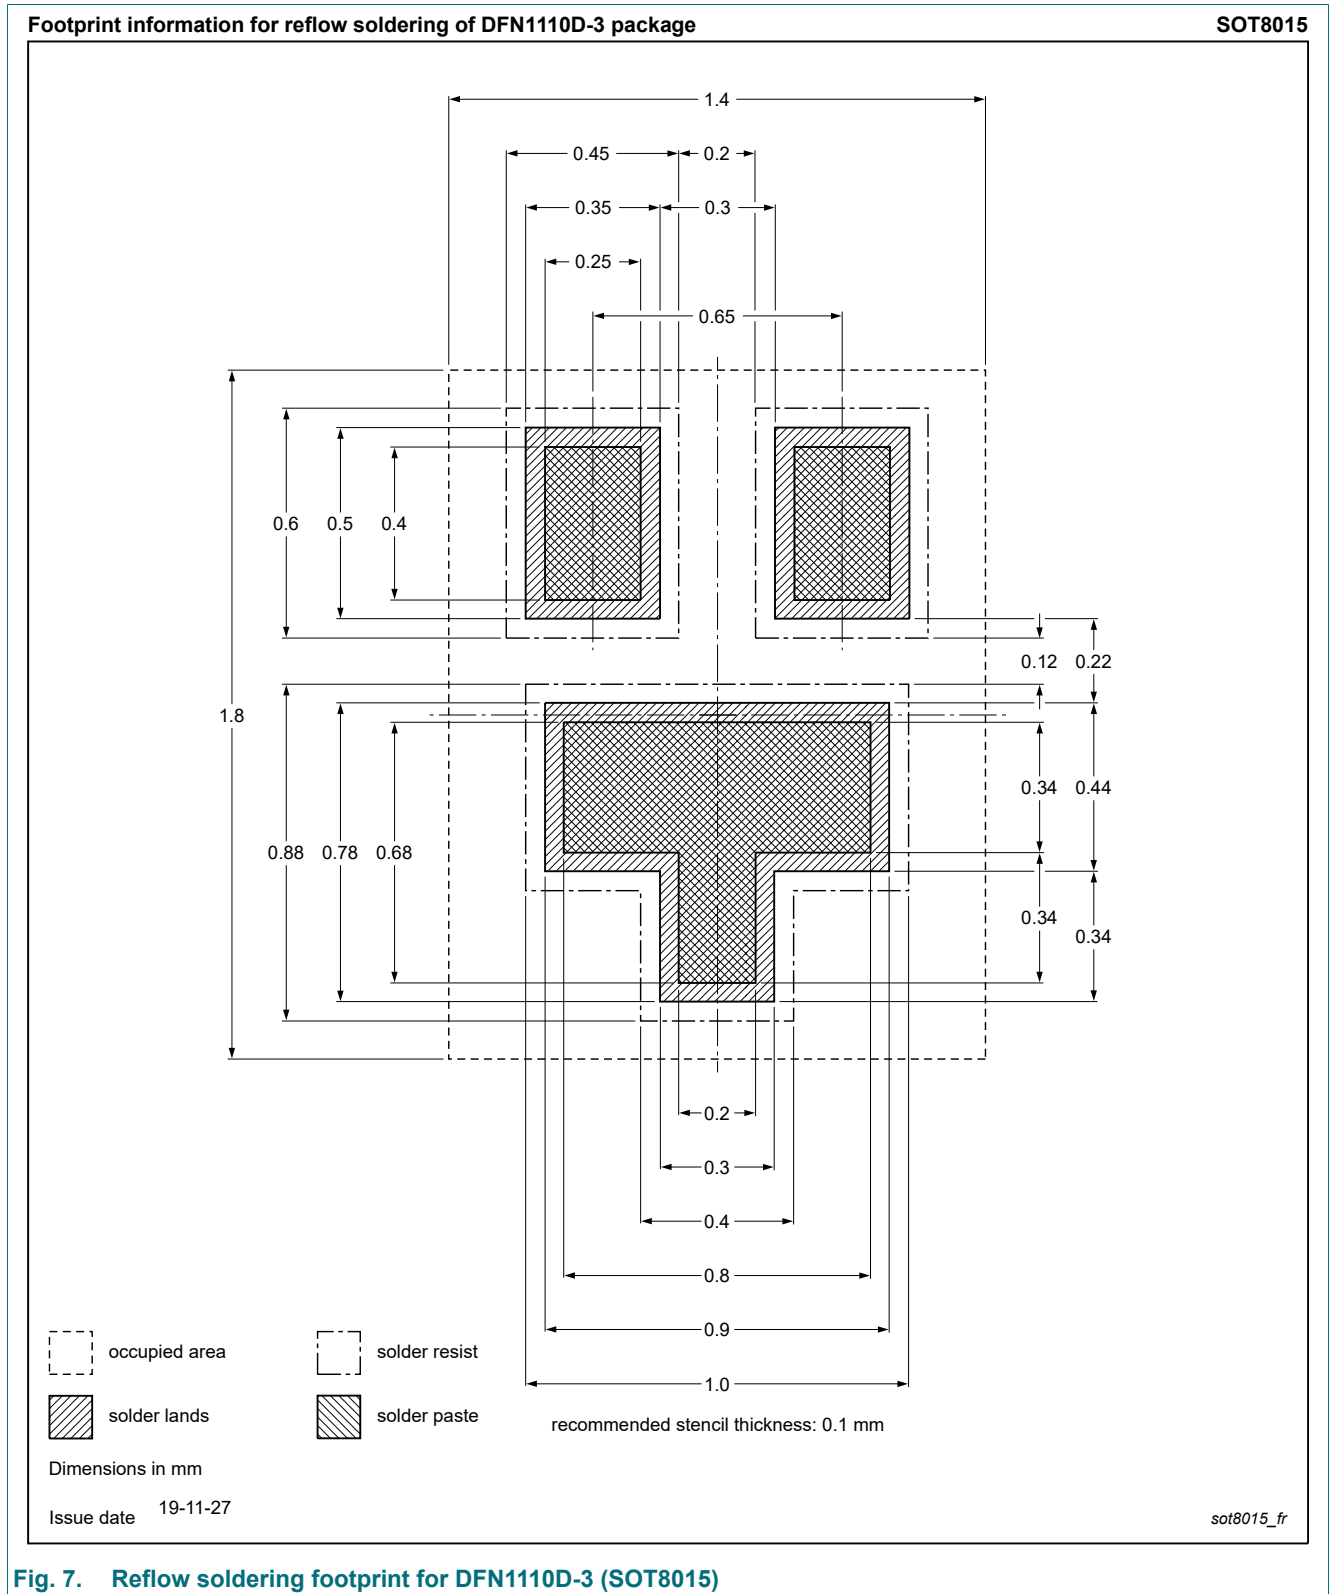 Footprint information for reflow soldering of DFN1110D-3 package SOT8015
1.4
0.45 0.2
0.35 0.3
0.25
0.65
0.6 0.5 0.4
0.12 0.22
1.8
0.34 0.44
0.88 0.78 0.68
0.34
0.34
0.2
0.3
0.4
0.8
0.9
1.0
occupied area solder resist
solder lands solder paste
recommended stencil thickness: 0.1 mm
Dimensions in mm
Issue date 19-11-27
sot8015_fr
Fig. 7. Reflow soldering footprint for DFN1110D-3 (SOT8015)